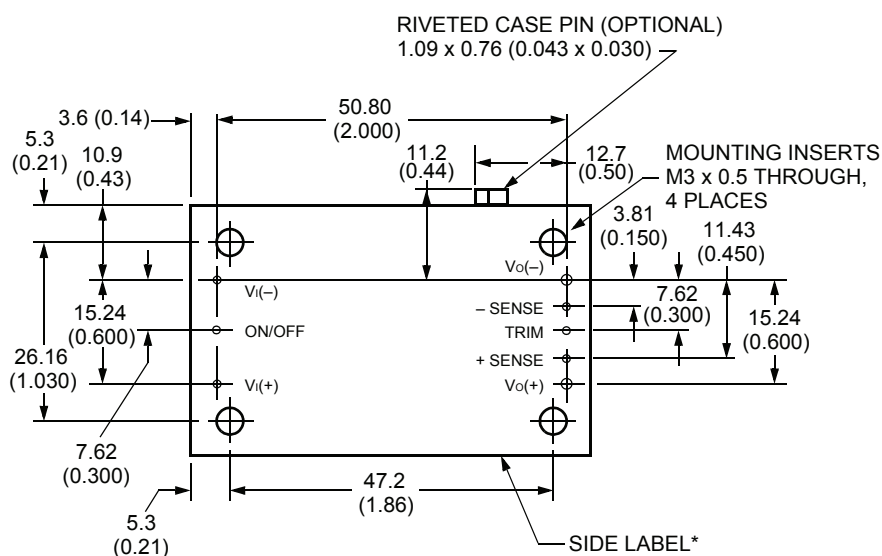 RIVETED CASE PIN (OPTIONAL)
1.09 x 0.76 (0.043 x 0.030)
3.6 (0.14)
50.80
(2.000)
5.3
(0.21)
10.9
(0.43)
11.2
(0.44)
12.7
(0.50)
MOUNTING INSERTS
M3 x 0.5 THROUGH,
4 PLACES
3.81
(0.150)
11.43
(0.450)
VO(–)
VI(–)
– SENSE
7.62
(0.300)
15.24
(0.600)
ON/OFF
TRIM
15.24
(0.600)
+ SENSE
26.16
(1.030)
VI(+)
VO(+)
7.62
(0.300)
47.2
(1.86)
5.3
(0.21)
SIDE LABEL*